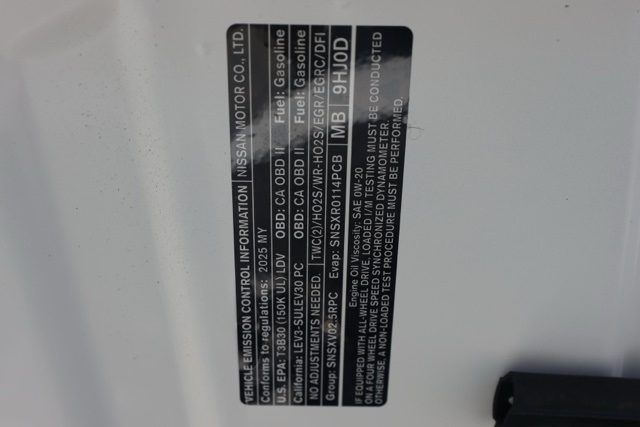 VEHICLE EMISSION CONTROL INFORMATION NISSAN MOTOR CO., LTD.
Conforms to regulations: 2025 MY
U.S. EPA: T3B30 (150K UL) LDV OBD: CA OBD II Fuel: Gasoline
California: LEV3-SULEV30 PC OBD: CA OBD II Fuel: Gasoline
NO ADJUSTMENTS NEEDED. TWC(2)/HO2S/WR-HO2S/EGR/EGRC/DFI
Group: SNSXV02.5RPC Evap: SNSXR0114PCB MB 9HJ0D
Engine Oil Viscosity: SAE 0W-20
IF EQUIPPED WITH ALL-WHEEL DRIVE, LOADED I/M TESTING MUST BE CONDUCTED
ON A FOUR WHEEL DRIVE SPEED SYNCHRONIZED DYNAMOMETER.
OTHERWISE, A NON-LOADED TEST PROCEDURE MUST BE PERFORMED.